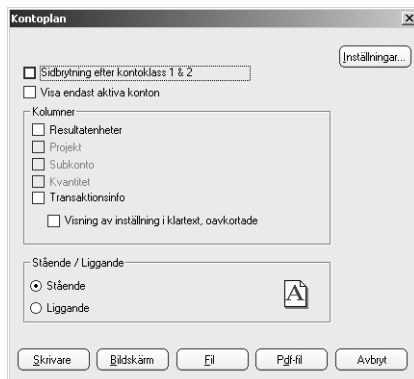 Kontoplan
Inställningar...
Sidbrytning efter kontoklass 1 & 2
Visa endast aktiva konton
Kolumner
Resultatenheter
Projekt
Subkonto
Kvantitet
Transaktionsinfo
Visning av inställning i klartext, oavkortade
Stående / Liggande
Stående
A
Liggande
Skrivare Bildskärm Fil Pdf-fil Avbryt